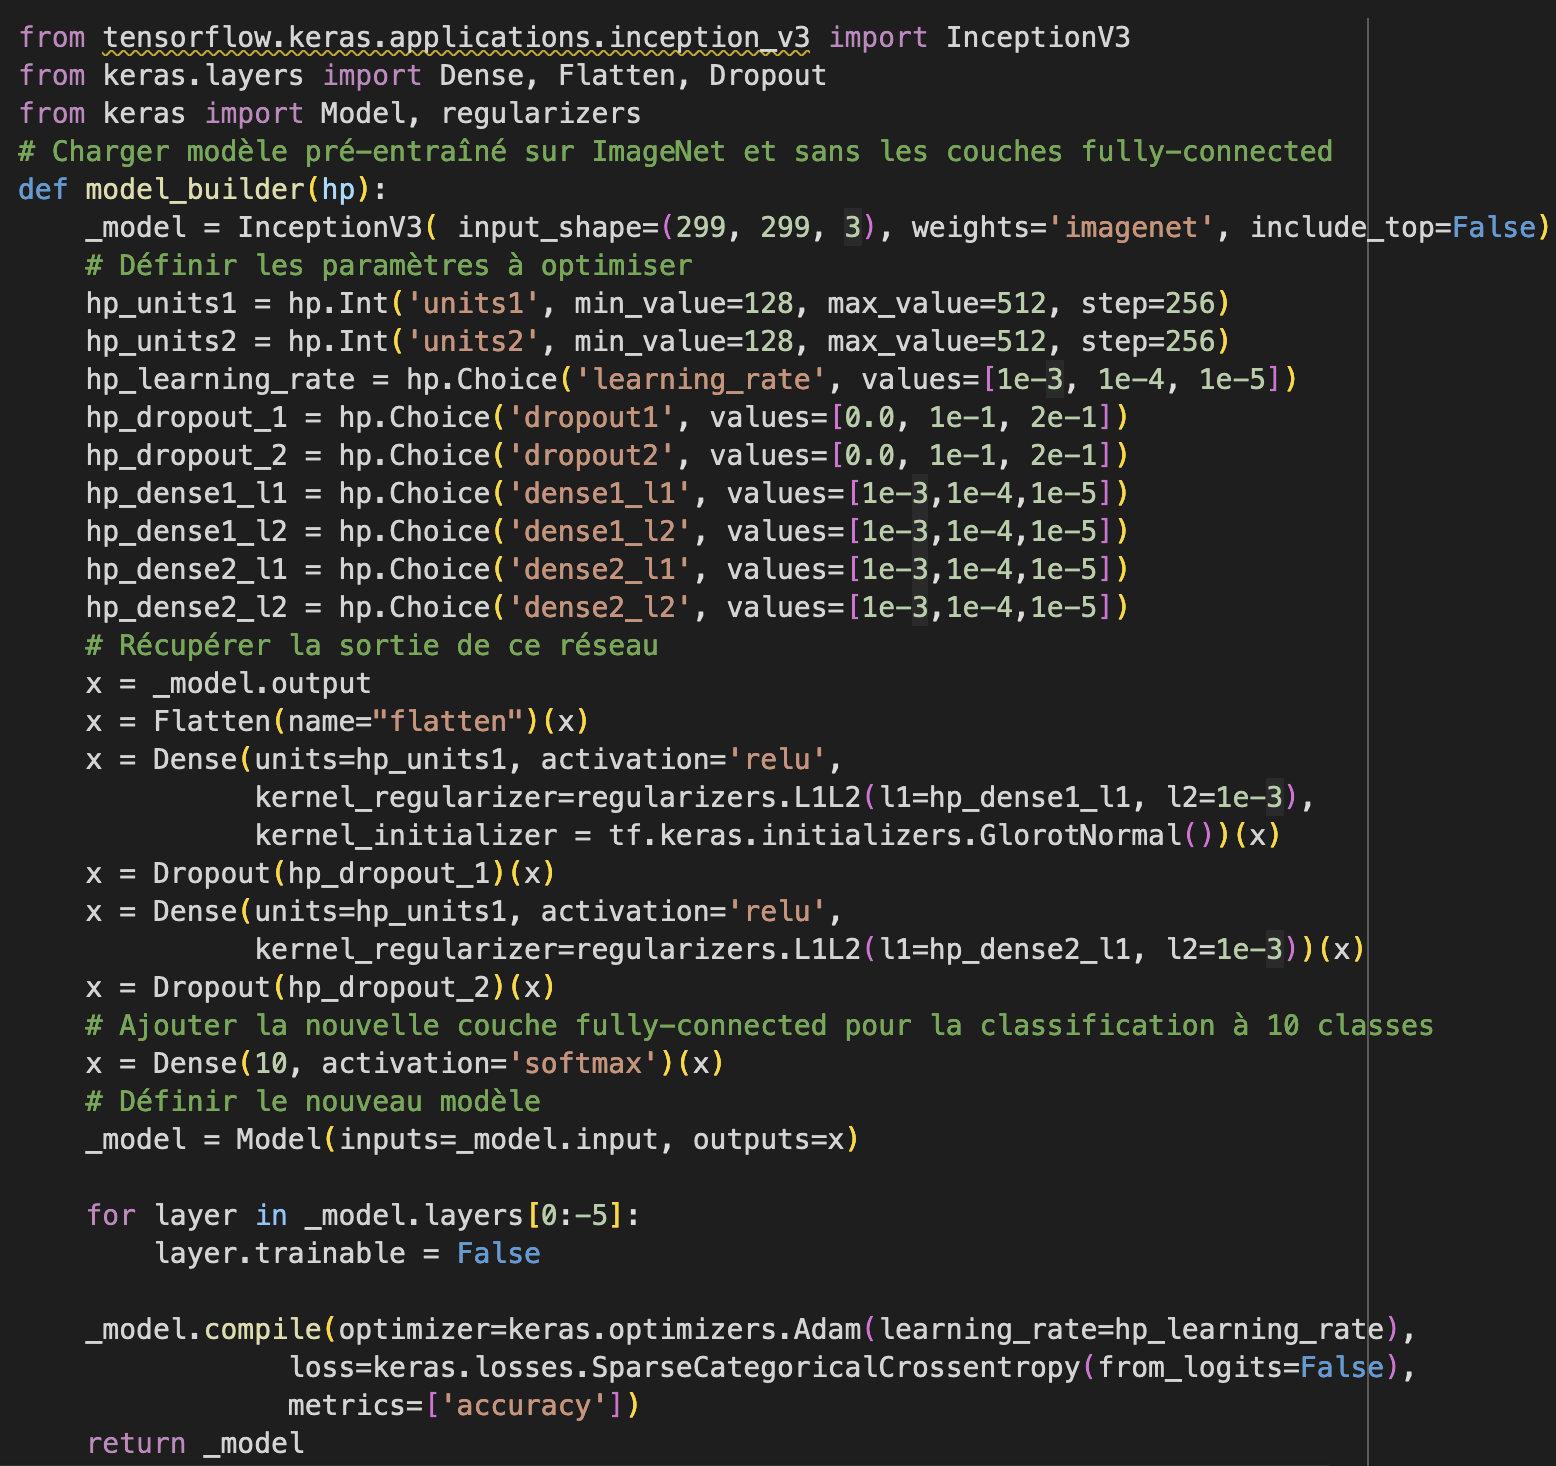 from tensorflow.keras.applications.inception_v3 import InceptionV3
from keras.layers import Dense, Flatten, Dropout
from keras import Model, regularizers
# Charger modèle pré-entraîné sur ImageNet et sans les couches fully-connected
def model_builder(hp):
    _model = InceptionV3( input_shape=(299, 299, 3), weights='imagenet', include_top=False)
    # Définir les paramètres à optimiser
    hp_units1 = hp.Int('units1', min_value=128, max_value=512, step=256)
    hp_units2 = hp.Int('units2', min_value=128, max_value=512, step=256)
    hp_learning_rate = hp.Choice('learning_rate', values=[1e-3, 1e-4, 1e-5])
    hp_dropout_1 = hp.Choice('dropout1', values=[0.0, 1e-1, 2e-1])
    hp_dropout_2 = hp.Choice('dropout2', values=[0.0, 1e-1, 2e-1])
    hp_dense1_l1 = hp.Choice('dense1_l1', values=[1e-3,1e-4,1e-5])
    hp_dense1_l2 = hp.Choice('dense1_l2', values=[1e-3,1e-4,1e-5])
    hp_dense2_l1 = hp.Choice('dense2_l1', values=[1e-3,1e-4,1e-5])
    hp_dense2_l2 = hp.Choice('dense2_l2', values=[1e-3,1e-4,1e-5])
    # Récupérer la sortie de ce réseau
    x = _model.output
    x = Flatten(name="flatten")(x)
    x = Dense(units=hp_units1, activation='relu',
              kernel_regularizer=regularizers.L1L2(l1=hp_dense1_l1, l2=1e-3),
              kernel_initializer = tf.keras.initializers.GlorotNormal())(x)
    x = Dropout(hp_dropout_1)(x)
    x = Dense(units=hp_units1, activation='relu',
              kernel_regularizer=regularizers.L1L2(l1=hp_dense2_l1, l2=1e-3))(x)
    x = Dropout(hp_dropout_2)(x)
    # Ajouter la nouvelle couche fully-connected pour la classification à 10 classes
    x = Dense(10, activation='softmax')(x)
    # Définir le nouveau modèle
    _model = Model(inputs=_model.input, outputs=x)

    for layer in _model.layers[0:-5]:
        layer.trainable = False

    _model.compile(optimizer=keras.optimizers.Adam(learning_rate=hp_learning_rate),
                loss=keras.losses.SparseCategoricalCrossentropy(from_logits=False),
                metrics=['accuracy'])
    return _model